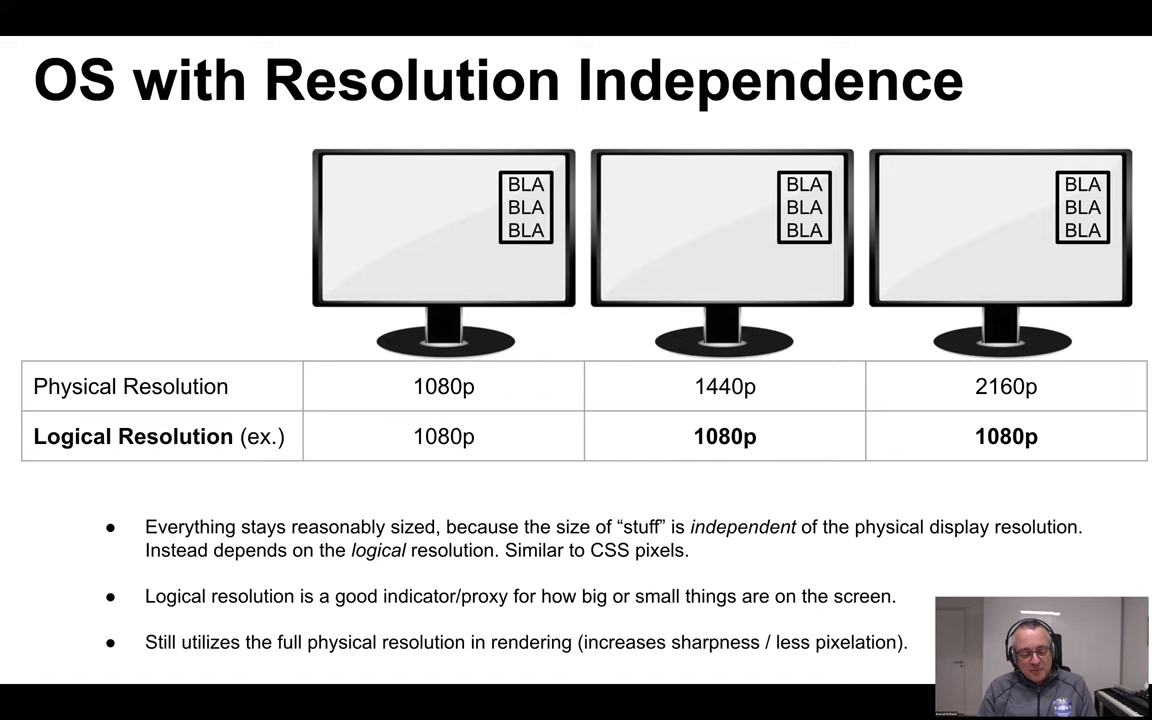 OS with Resolution Independence
BLA
BLA
BLA
BLA
BLA
BLA
BLA
BLA
BLA
Physical Resolution 1080p 1440p 2160p
Logical Resolution (ex.) 1080p 1080p 1080p
● Everything stays reasonably sized, because the size of “stuff” is independent of the physical display resolution.
Instead depends on the logical resolution. Similar to CSS pixels.
● Logical resolution is a good indicator/proxy for how big or small things are on the screen.
● Still utilizes the full physical resolution in rendering (increases sharpness / less pixelation).